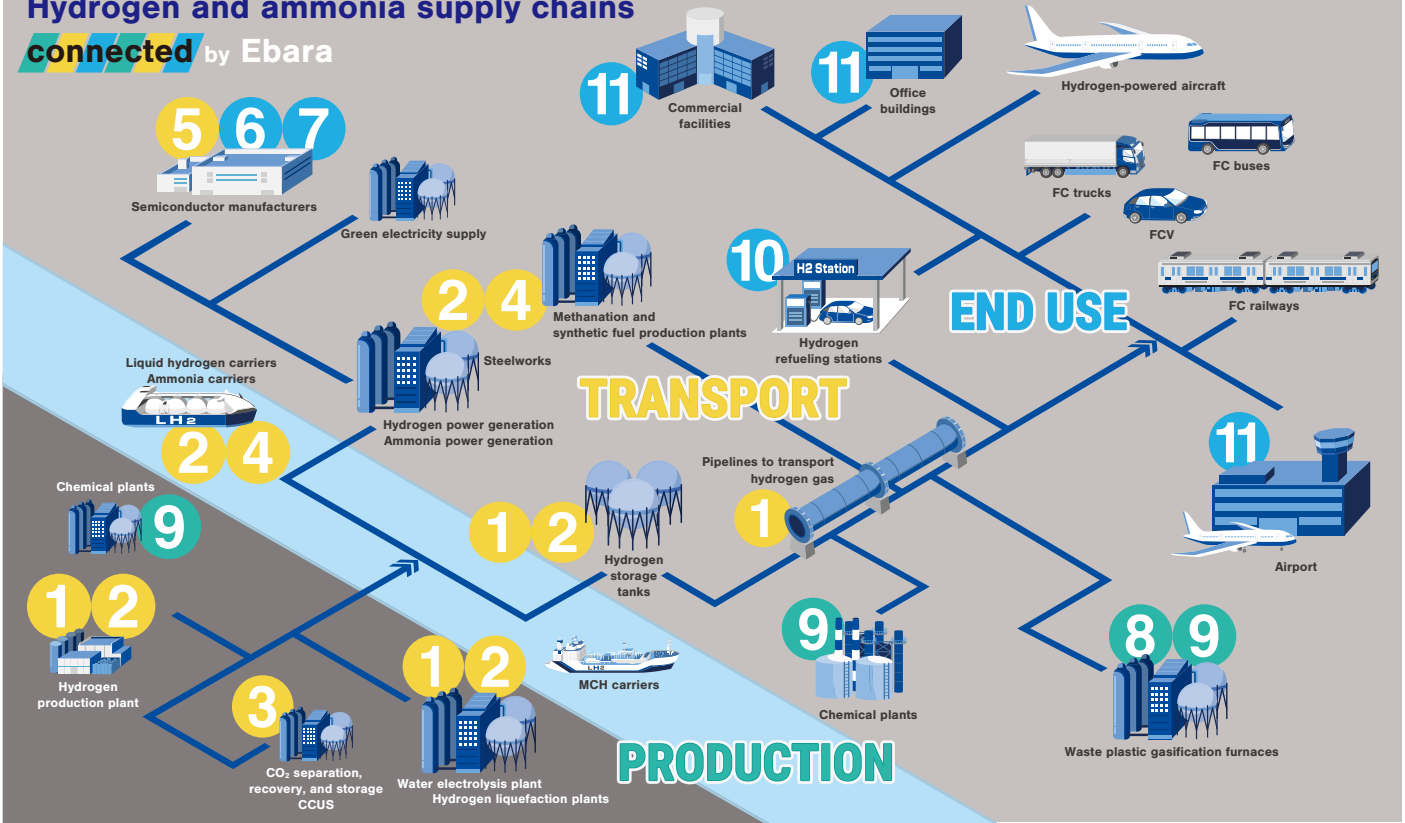 Hydrogen and ammonia supply chains
connected by Ebara
11
Commercial
facilities
11
Office
buildings
Hydrogen-powered aircraft
FC trucks
FC buses
FCV
5 6 7
Semiconductor manufacturers
Green electricity supply
2 4
Methanation and
synthetic fuel production plants
10
H2 Station
Hydrogen
refueling stations
END USE
FC railways
Steelworks
Hydrogen power generation
Ammonia power generation
TRANSPORT
Liquid hydrogen carriers
Ammonia carriers
LH2
2 4
Chemical plants
9
1 2
Hydrogen
storage
tanks
Pipelines to transport
hydrogen gas
1
11
Airport
1 2
Hydrogen
production plant
3
CO₂ separation,
recovery, and storage
CCUS
1 2
Water electrolysis plant
Hydrogen liquefaction plants
LH2
MCH carriers
PRODUCTION
9
Chemical plants
8 9
Waste plastic gasification furnaces